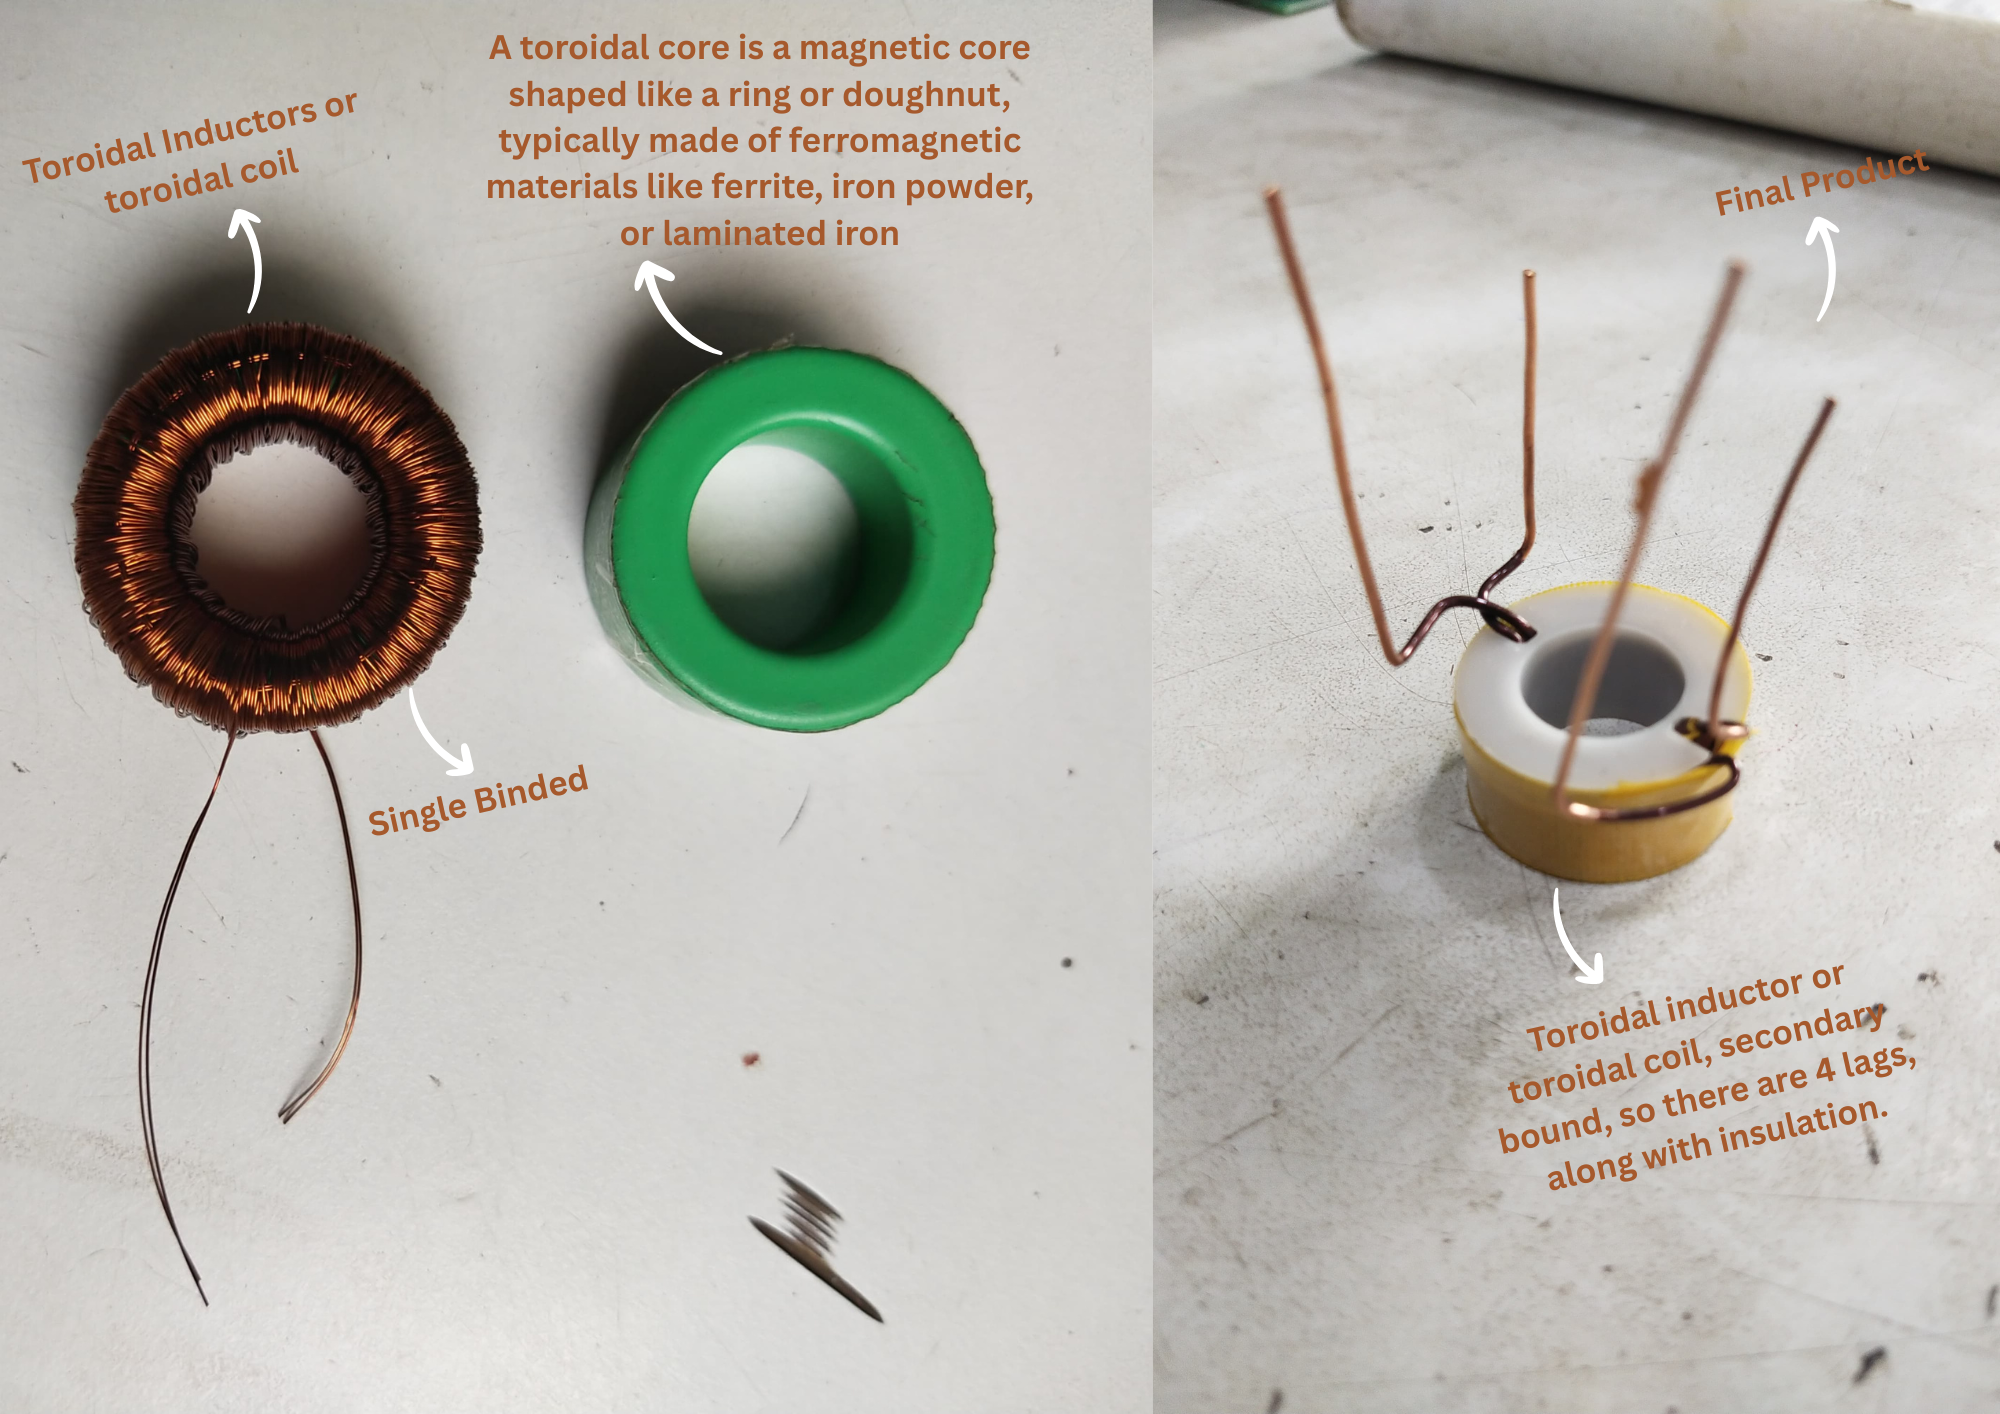 Toroidal Inductors or
toroidal coil
A toroidal core is a magnetic core
shaped like a ring or doughnut,
typically made of ferromagnetic
materials like ferrite, iron powder,
or laminated iron
Single Binded
Final Product
Toroidal inductor or
toroidal coil, secondary
bound, so there are 4 lags,
along with insulation.